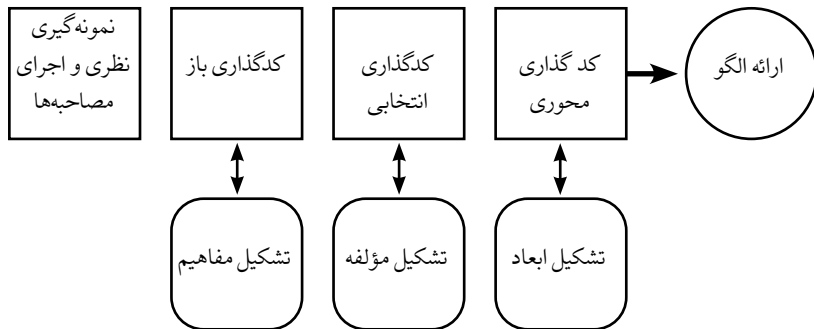 نمونه‌گیری
نظری و اجرای
مصاحبه‌ها
کدگذاری باز
کدگذاری
انتخابی
کد گذاری
محوری
ارائه الگو
تشکیل مفاهیم
تشکیل مؤلفه
تشکیل ابعاد